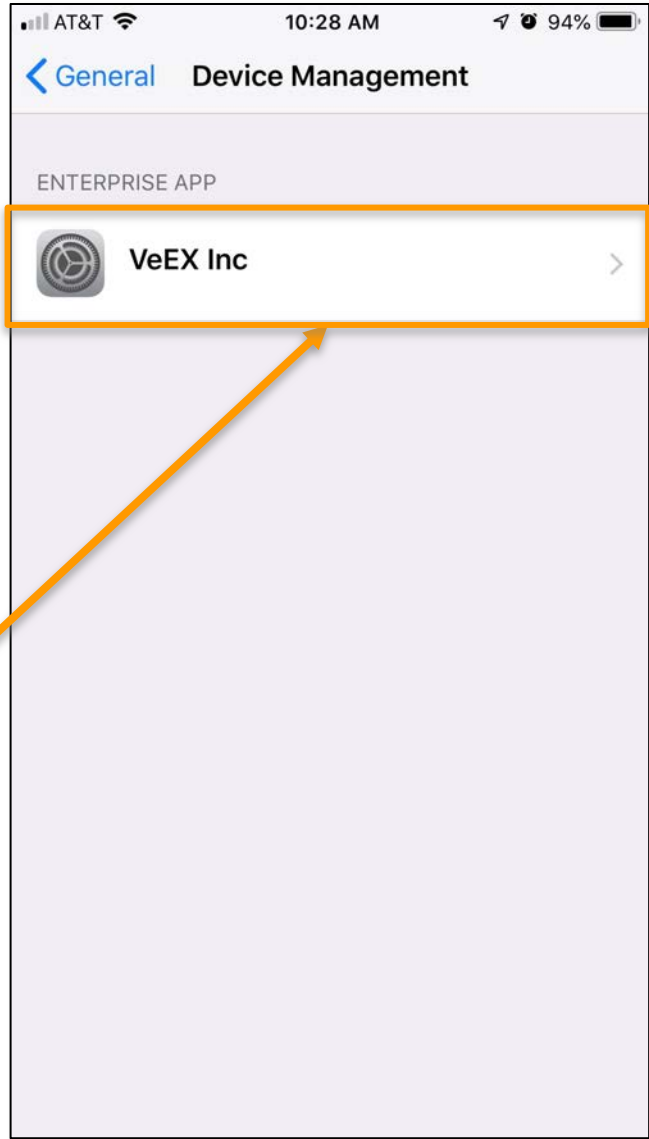 AT&T 10:28 AM 94%
General Device Management
ENTERPRISE APP
VeEX Inc